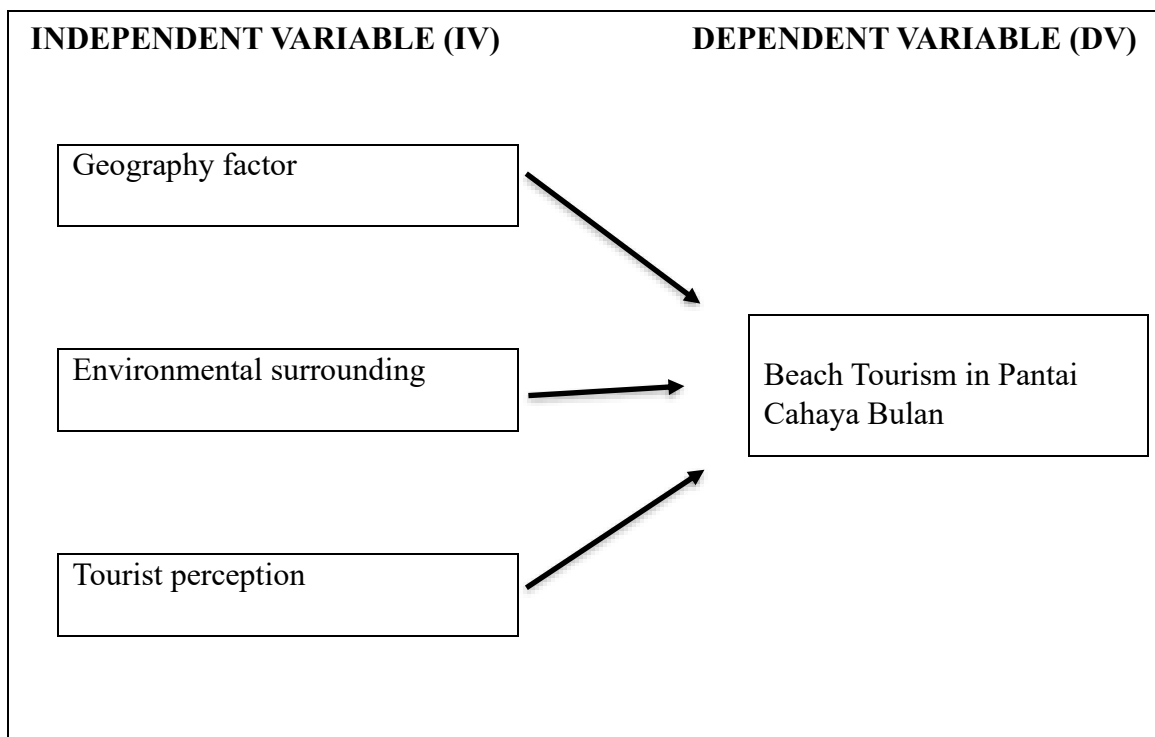 INDEPENDENT VARIABLE (IV)
DEPENDENT VARIABLE (DV)
Geography factor
Environmental surrounding
Beach Tourism in Pantai
Cahaya Bulan
Tourist perception